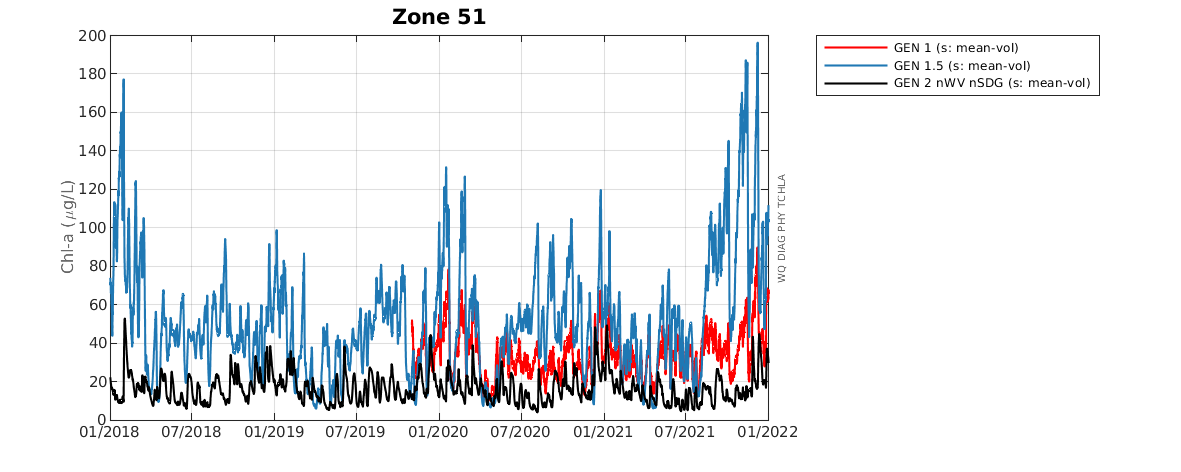 Zone 51
GEN 1 (s: mean-vol)
GEN 1.5 (s: mean-vol)
GEN 2 nWV nSDG (s: mean-vol)
200
180
160
140
120
100
80
60
40
20
0
Chl-a (μg/L)
WQ DIAG PHY TCHLA
01/2018 07/2018 01/2019 07/2019 01/2020 07/2020 01/2021 07/2021 01/2022